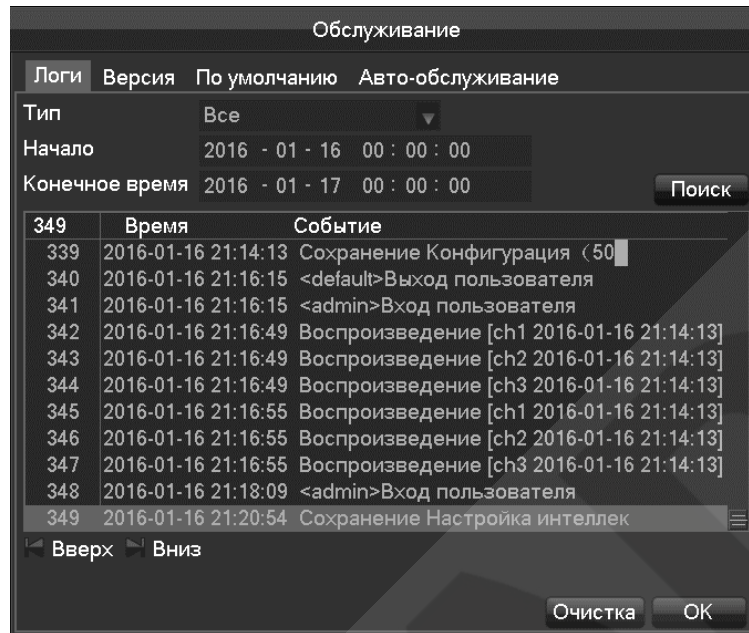 Обслуживание
Логи Версия По умолчанию Авто-обслуживание
Тип Все
Начало 2016 - 01 - 16 00 : 00 : 00
Конечное время 2016 - 01 - 17 00 : 00 : 00
Поиск
349 Время Событие
339 2016-01-16 21:14:13 Сохранение Конфигурация（50
340 2016-01-16 21:16:15 <default>Выход пользователя
341 2016-01-16 21:16:15 <admin>Вход пользователя
342 2016-01-16 21:16:49 Воспроизведение [ch1 2016-01-16 21:14:13]
343 2016-01-16 21:16:49 Воспроизведение [ch2 2016-01-16 21:14:13]
344 2016-01-16 21:16:49 Воспроизведение [ch3 2016-01-16 21:14:13]
345 2016-01-16 21:16:55 Воспроизведение [ch1 2016-01-16 21:14:13]
346 2016-01-16 21:16:55 Воспроизведение [ch2 2016-01-16 21:14:13]
347 2016-01-16 21:16:55 Воспроизведение [ch3 2016-01-16 21:14:13]
348 2016-01-16 21:18:09 <admin>Вход пользователя
349 2016-01-16 21:20:54 Сохранение Настройка интеллек
Вверх Вниз
Очистка OK